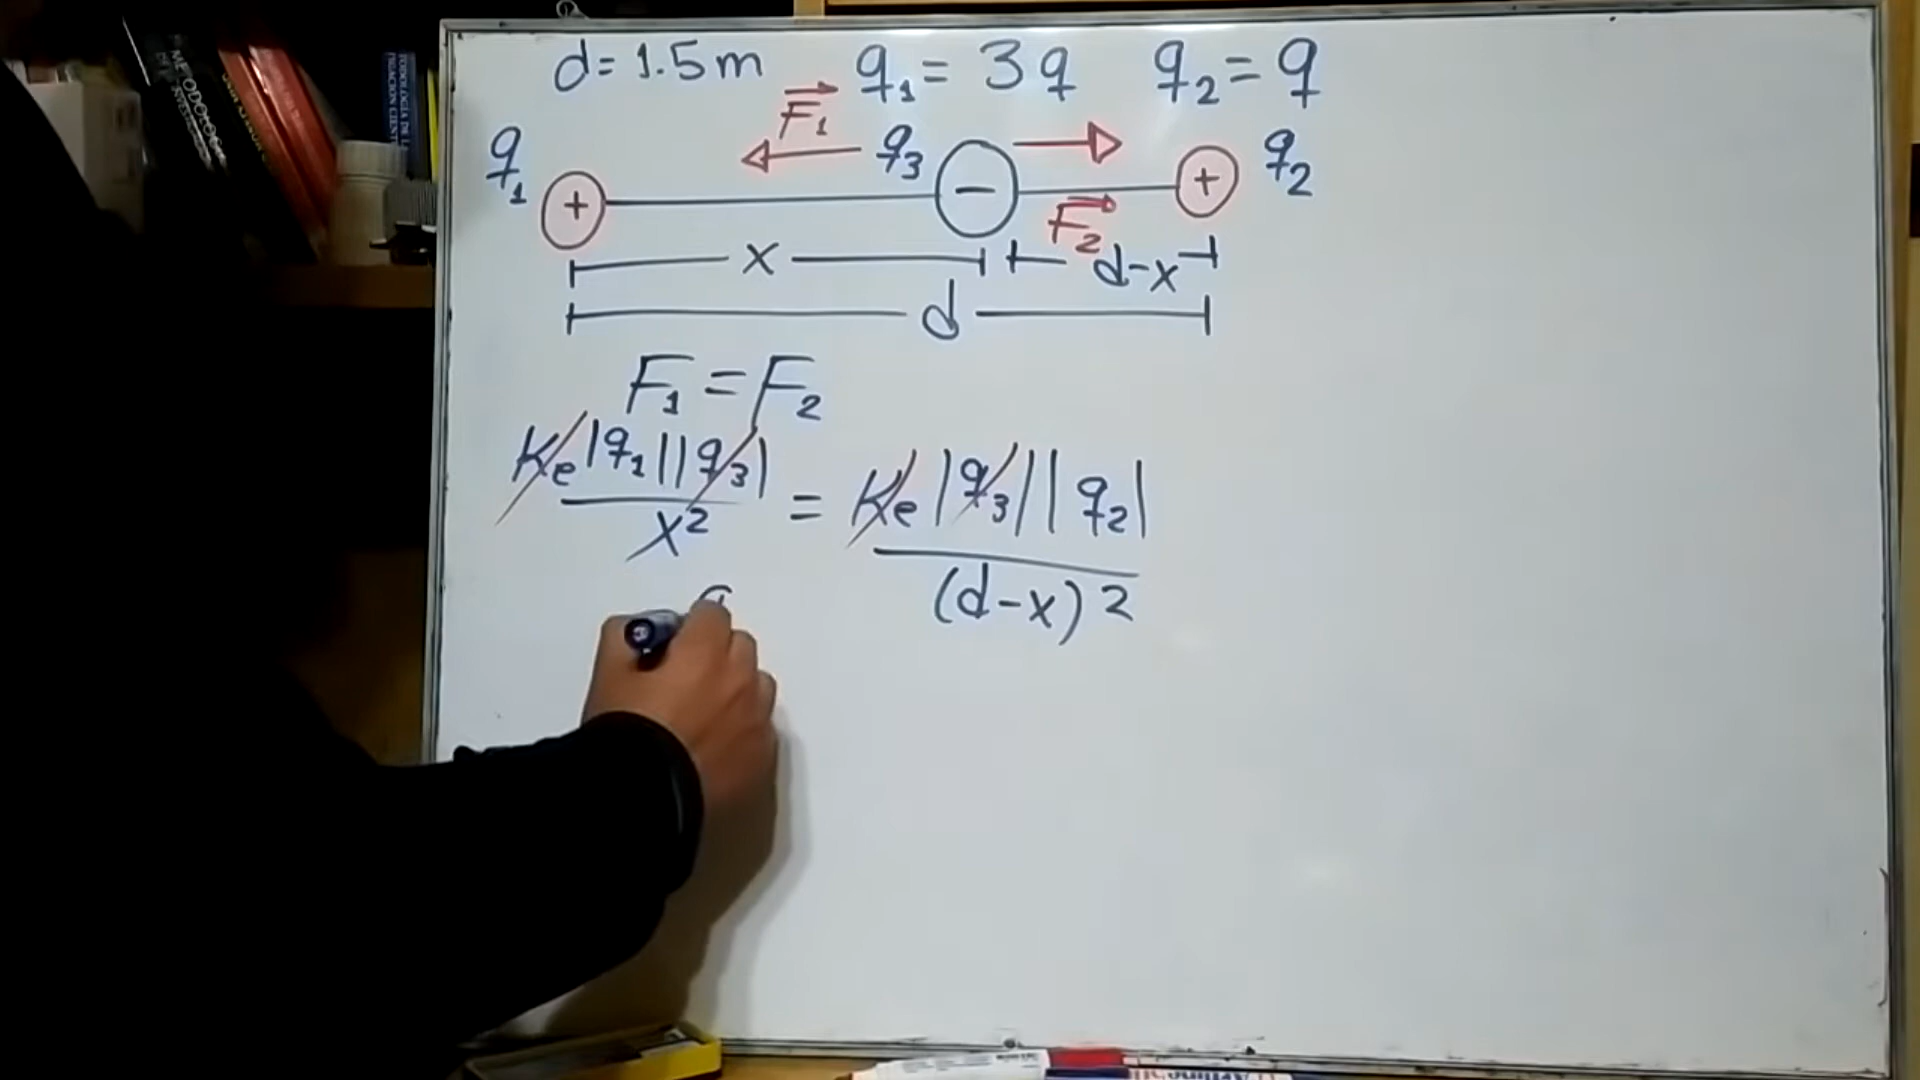 d= 1.5m q₁= 3q q₂= q
F₁
q₁ + q₃ − + q₂
F₂
x d-x
d
F₁ = F₂
Ke|q₁||q₃| = Ke|q₃||q₂|
x² (d-x)²